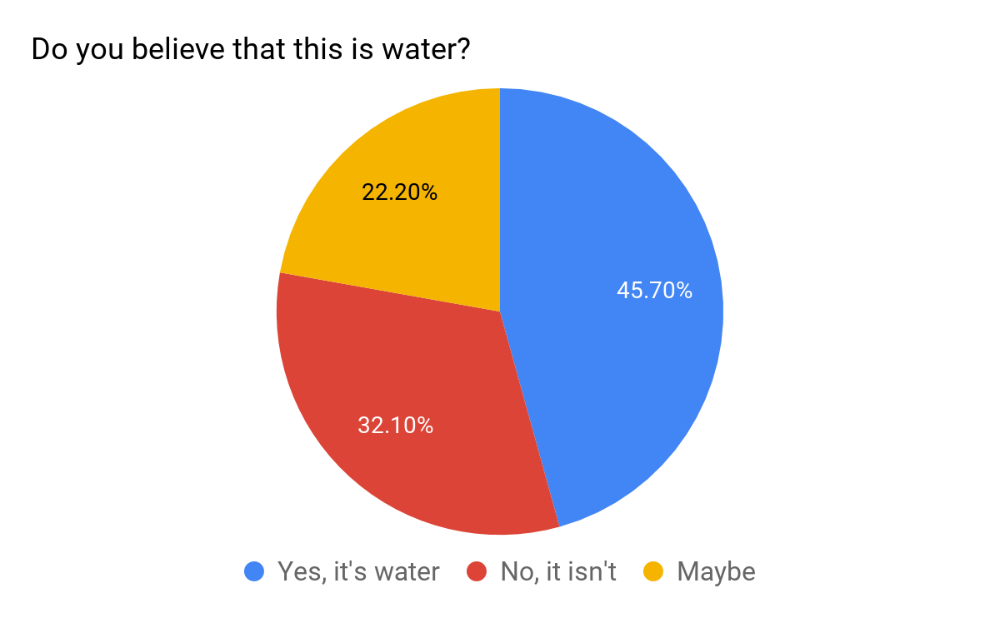 Do you believe that this is water?
22.20%
45.70%
32.10%
Yes, it's water No, it isn't Maybe